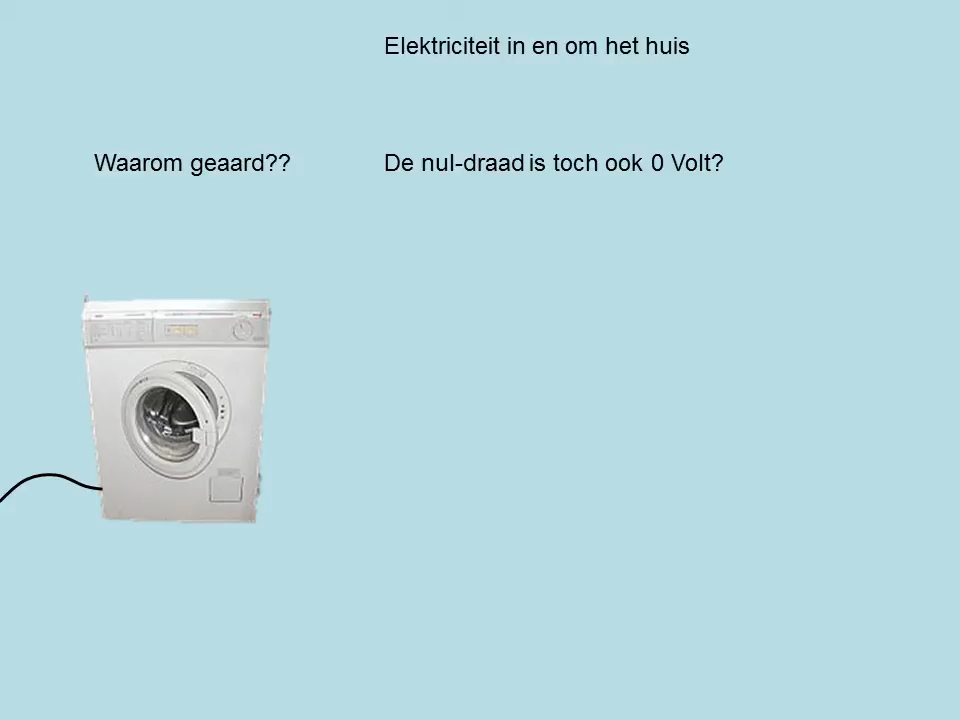 Elektriciteit in en om het huis
Waarom geaard??
De nul-draad is toch ook 0 Volt?